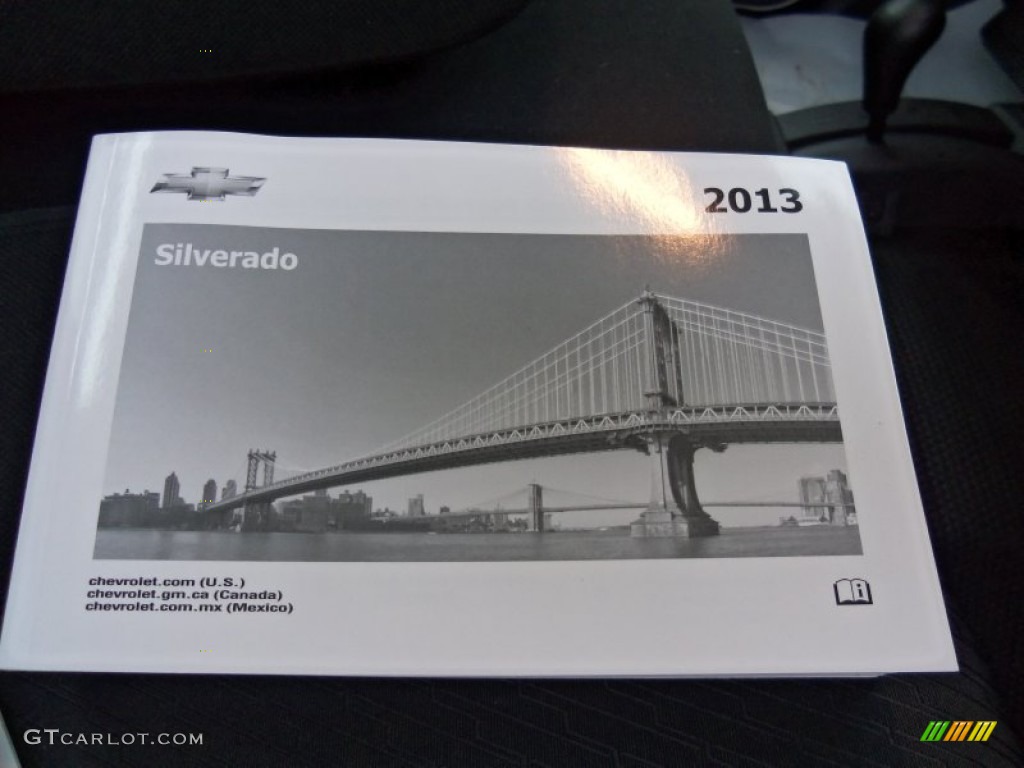 2013
Silverado
chevrolet.com (U.S.)
chevrolet.gm.ca (Canada)
chevrolet.com.mx (Mexico)
i
GTCARLOT.COM